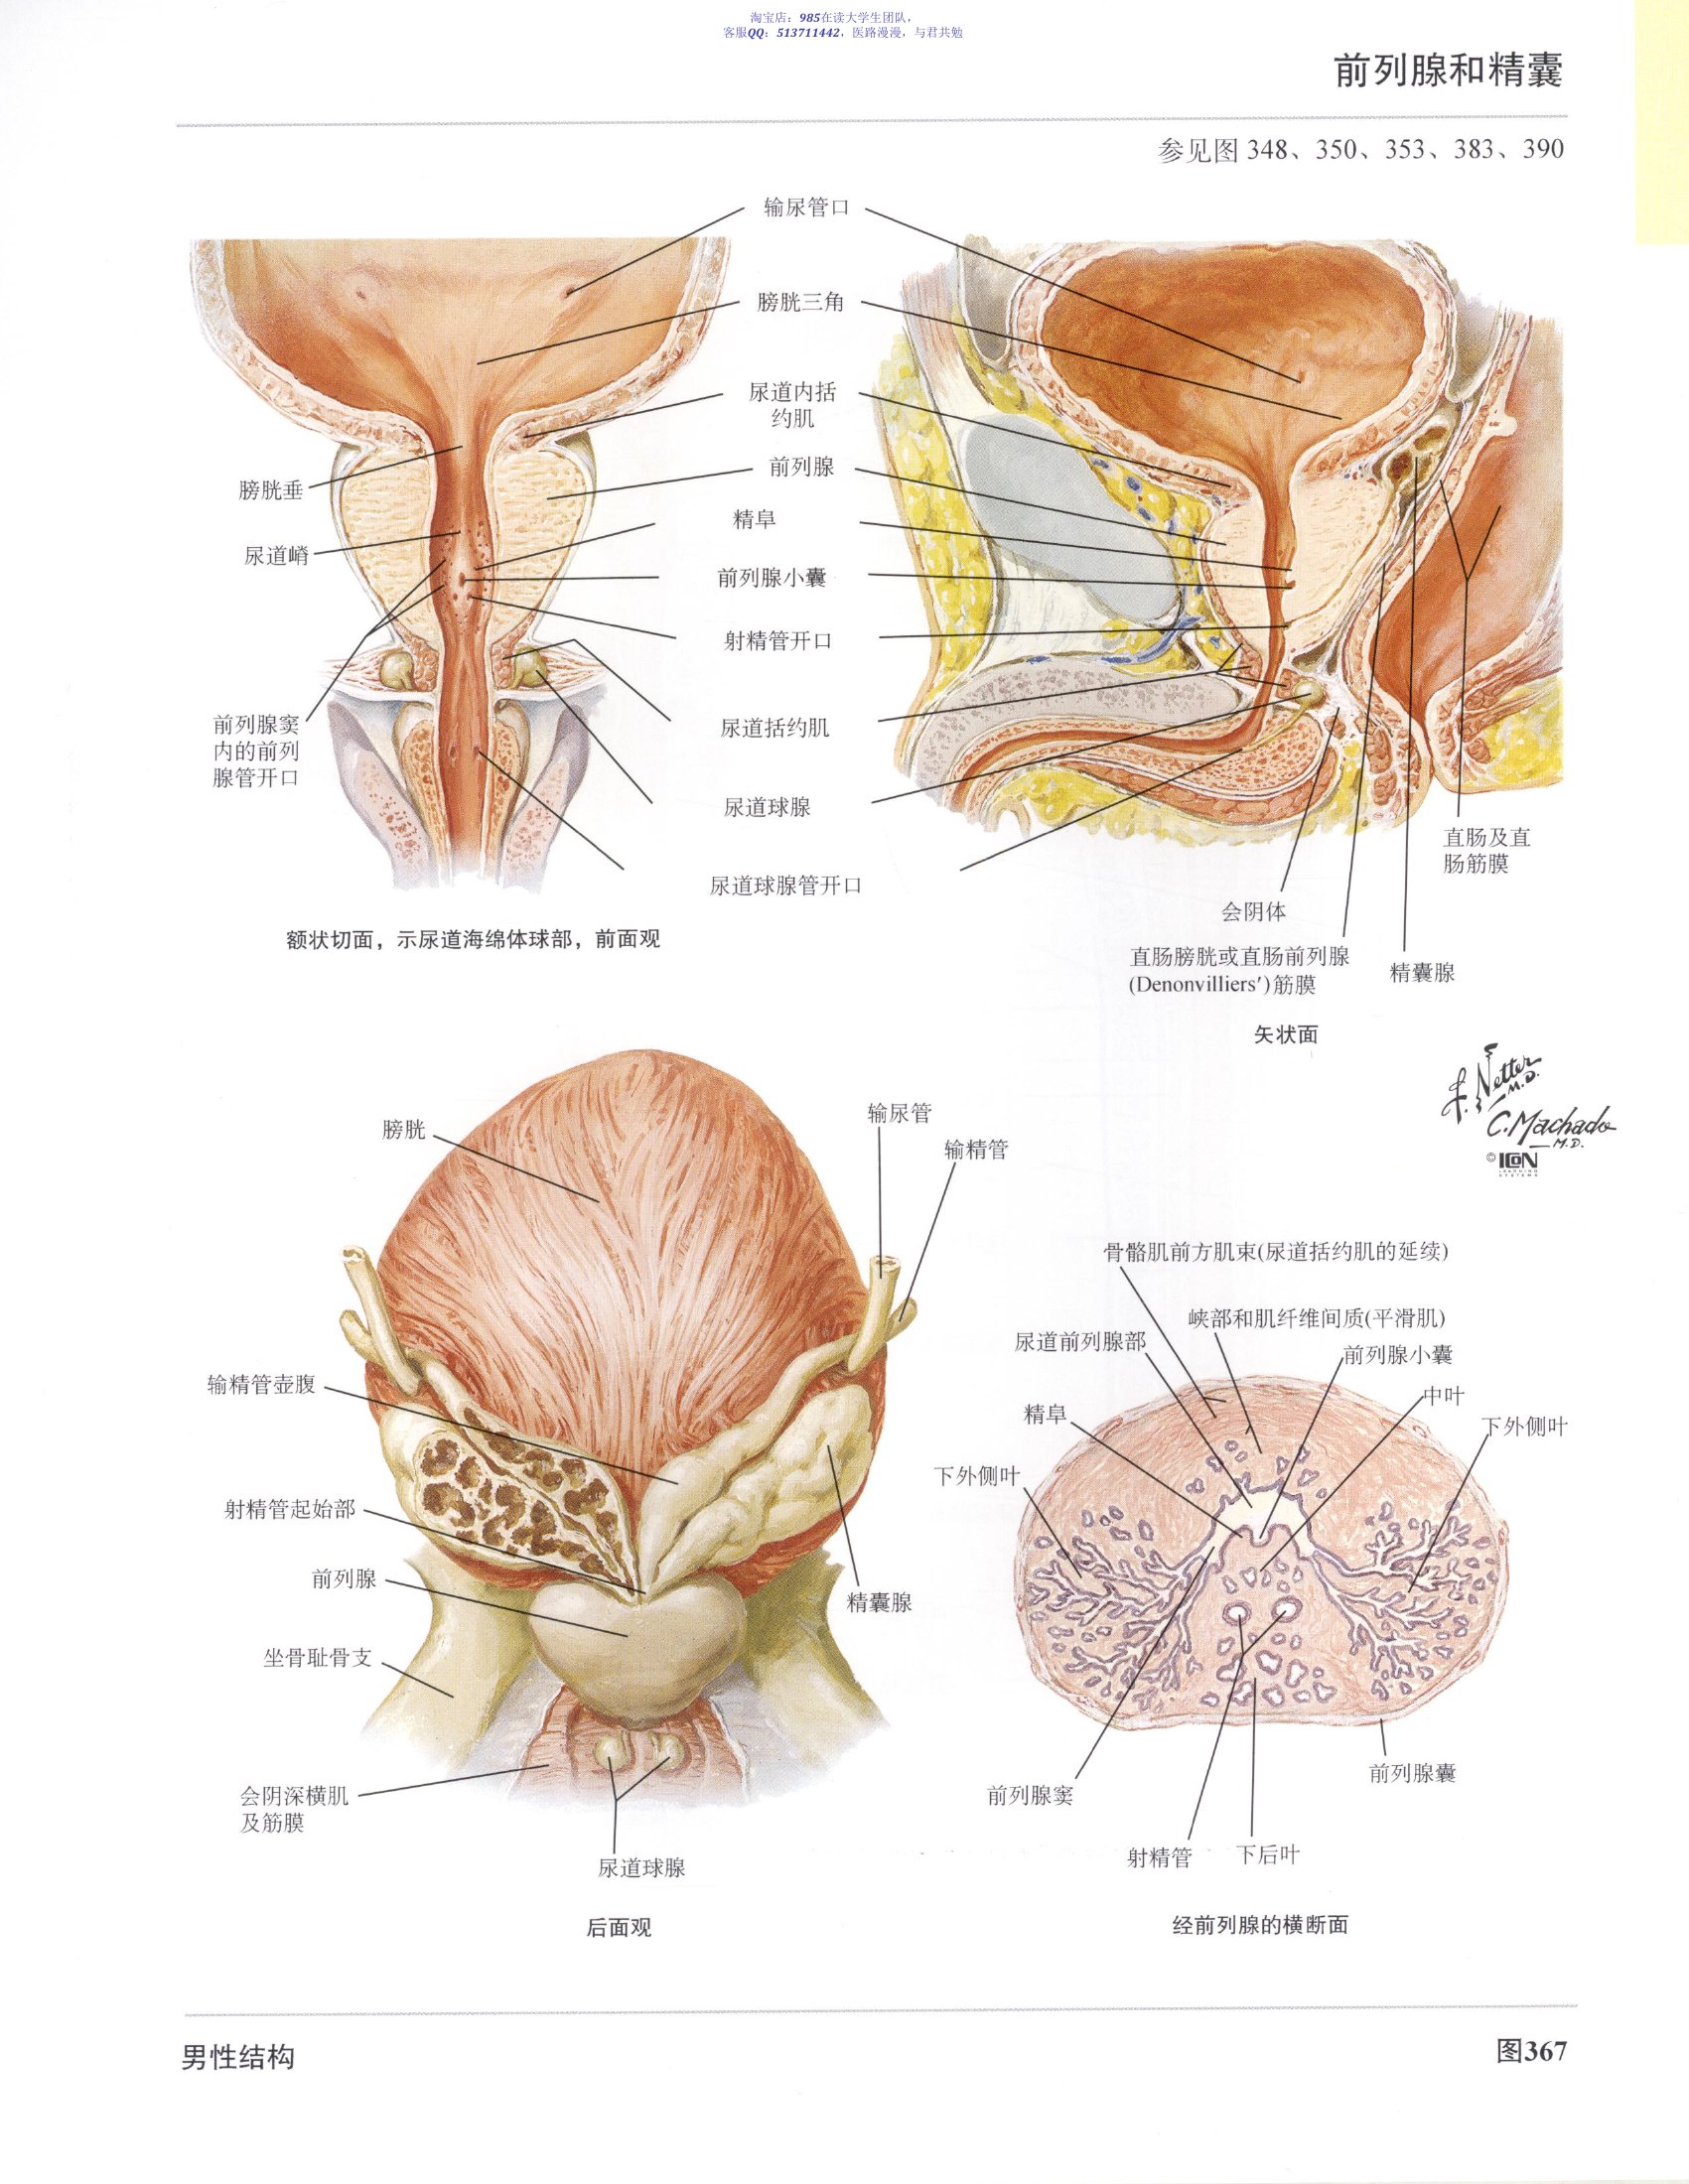 淘宝店：985在读大学生团队，
客服QQ：513711442，医路漫漫，与君共勉
前列腺和精囊
参见图 348、350、353、383、390
输尿管口
膀胱三角
尿道内括
约肌
前列腺
精阜
前列腺小囊
射精管开口
尿道括约肌
尿道球腺
尿道球腺管开口
膀胱垂
尿道嵴
前列腺窦
内的前列
腺管开口
额状切面，示尿道海绵体球部，前面观
直肠及直
肠筋膜
会阴体
直肠膀胱或直肠前列腺
(Denonvilliers′)筋膜
精囊腺
矢状面
F. Netter
M.D.
C.Machado
M.D.
© ICON
LEARNING
SYSTEMS
膀胱
输尿管
输精管
输精管壶腹
射精管起始部
前列腺
坐骨耻骨支
会阴深横肌
及筋膜
尿道球腺
精囊腺
后面观
骨骼肌前方肌束(尿道括约肌的延续)
峡部和肌纤维间质(平滑肌)
尿道前列腺部
前列腺小囊
中叶
精阜
下外侧叶
下外侧叶
前列腺窦
射精管
下后叶
前列腺囊
经前列腺的横断面
男性结构
图367